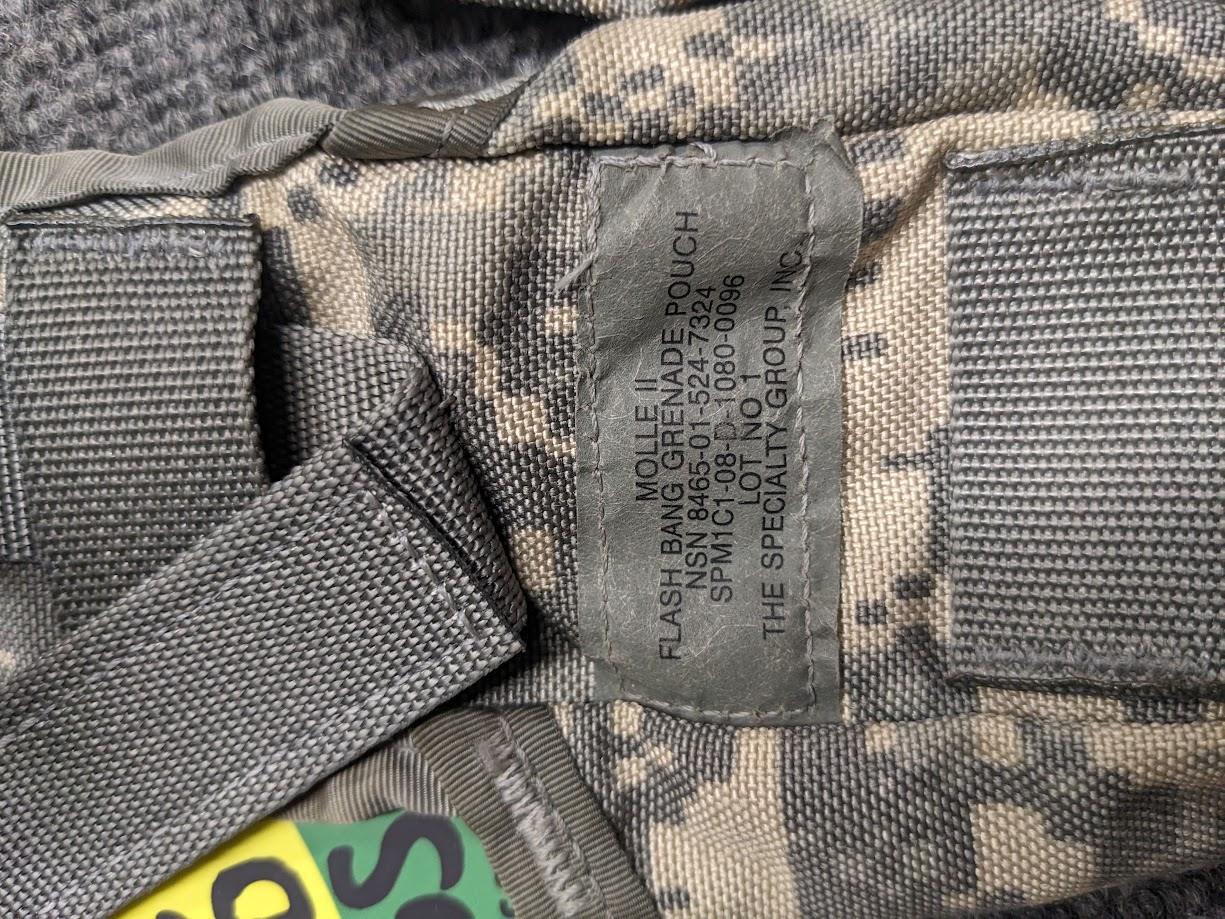 MOLLE II
FLASH BANG GRENADE POUCH
NSN 8465-01-524-7324
SPM1C1-08-D-1080-0096
LOT NO 1
THE SPECIALTY GROUP, INC.